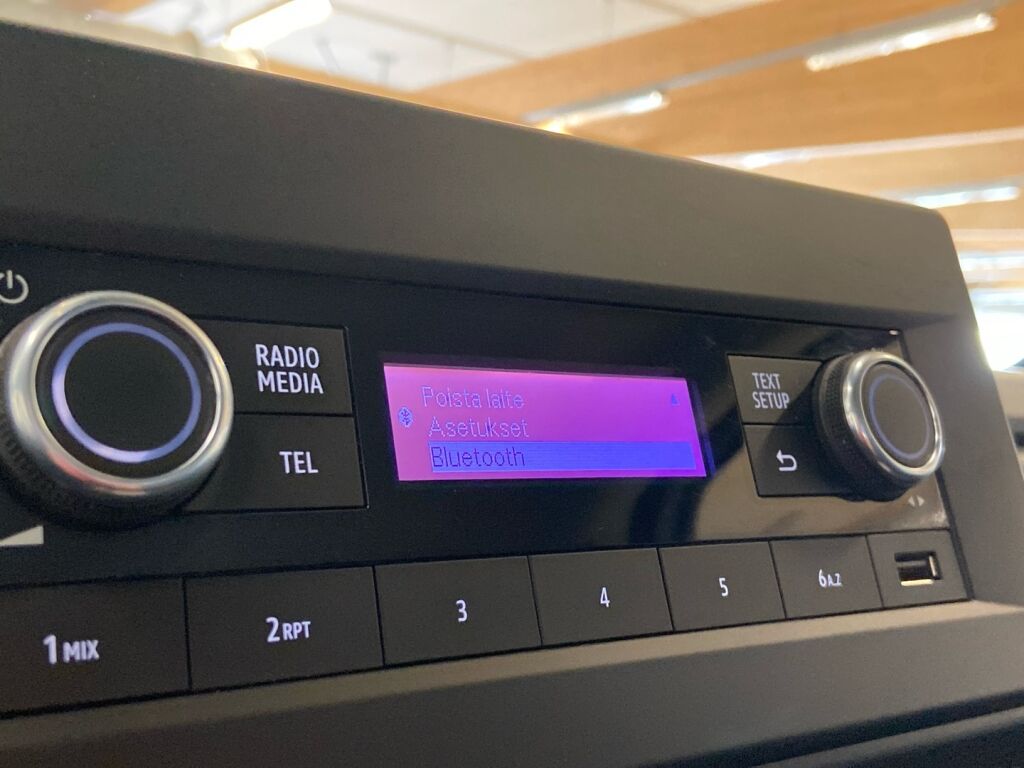 RADIO
MEDIA
TEL
Poista laite
Asetukset
Bluetooth
TEXT
SETUP
1 MIX
2 RPT
3
4
5
6 A.Z